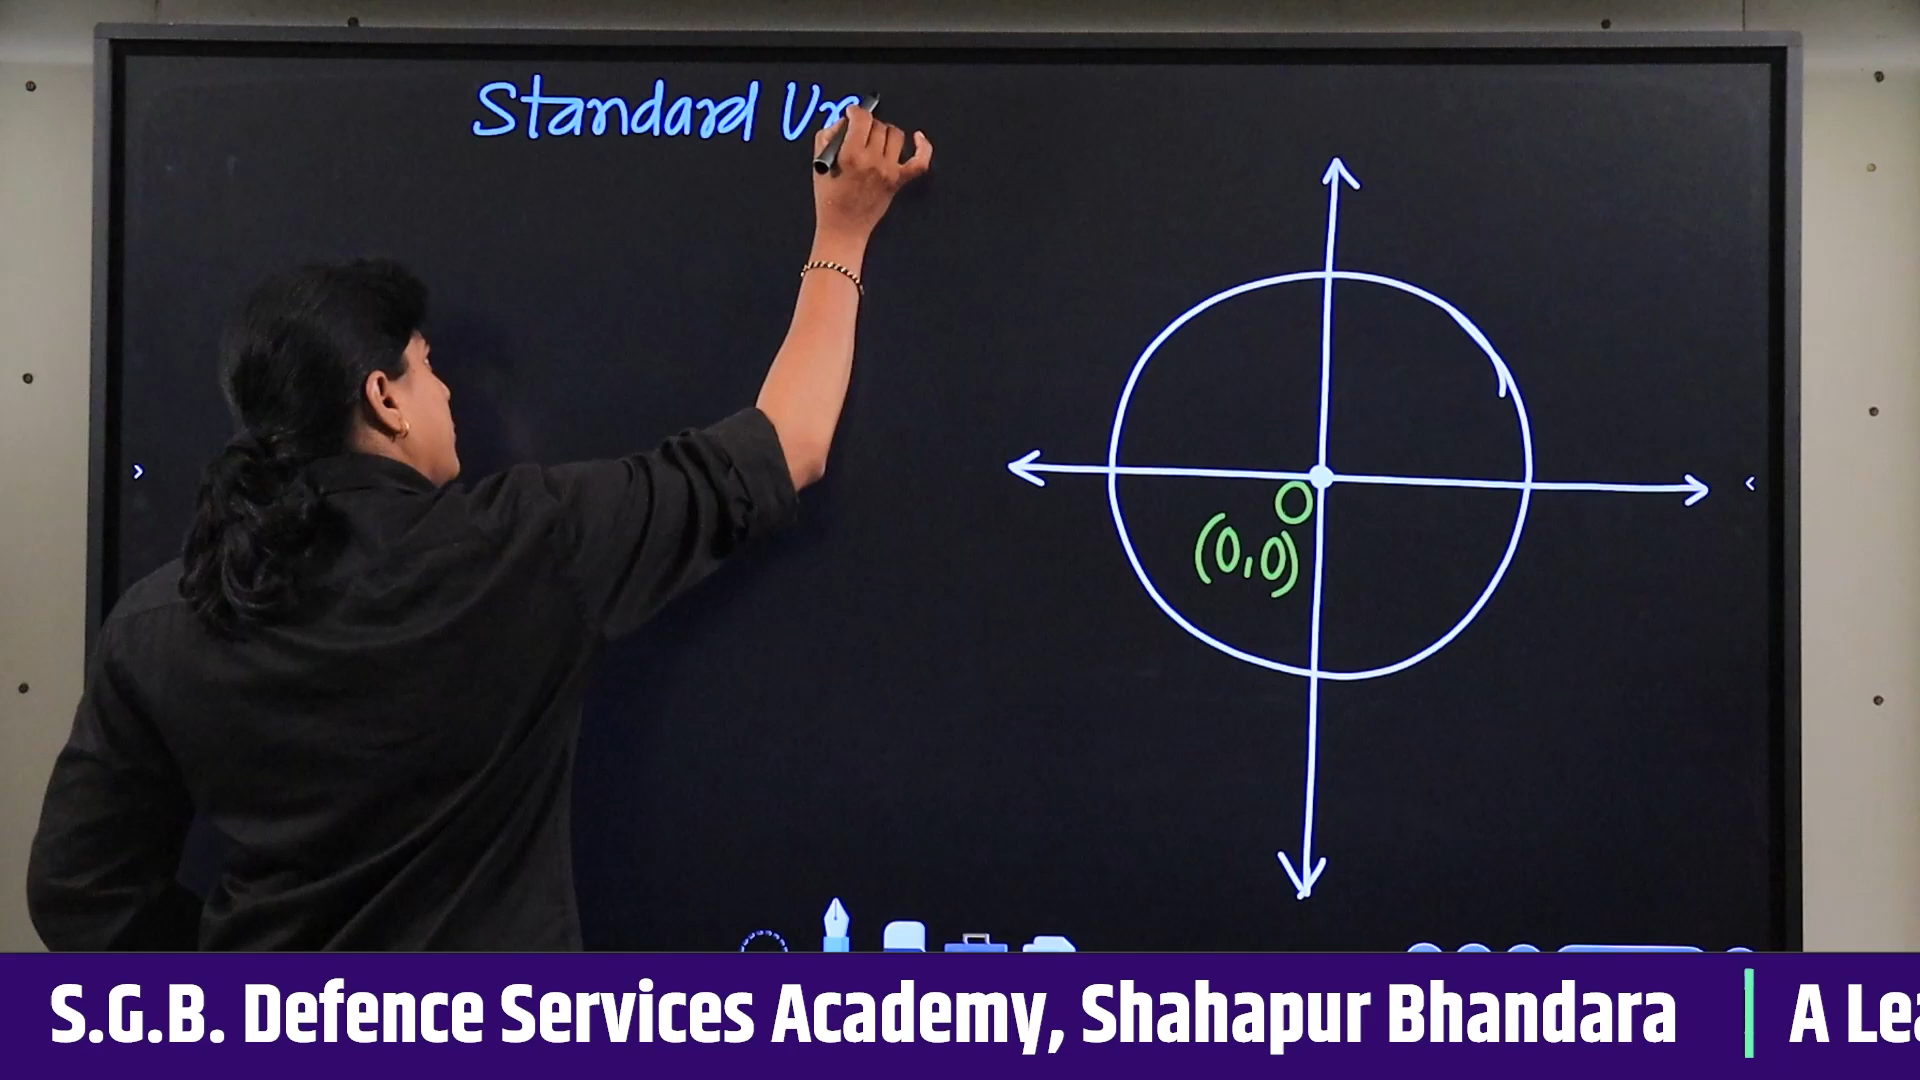 Standard
O
(0,0)
S.G.B. Defence Services Academy, Shahapur Bhandara | A